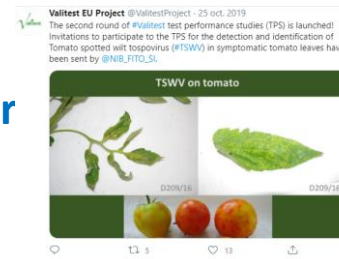 Valitest EU Project @ValitestProject · 25 oct. 2019
The second round of #Valitest test performance studies (TPS) is launched!
Invitations to participate to the TPS for the detection and identification of
Tomato spotted wilt tospovirus (#TSWV) in symptomatic tomato leaves hav
been sent by @NIB_FITO_SI.
r
TSWV on tomato
D209/16
D209/16
5
13